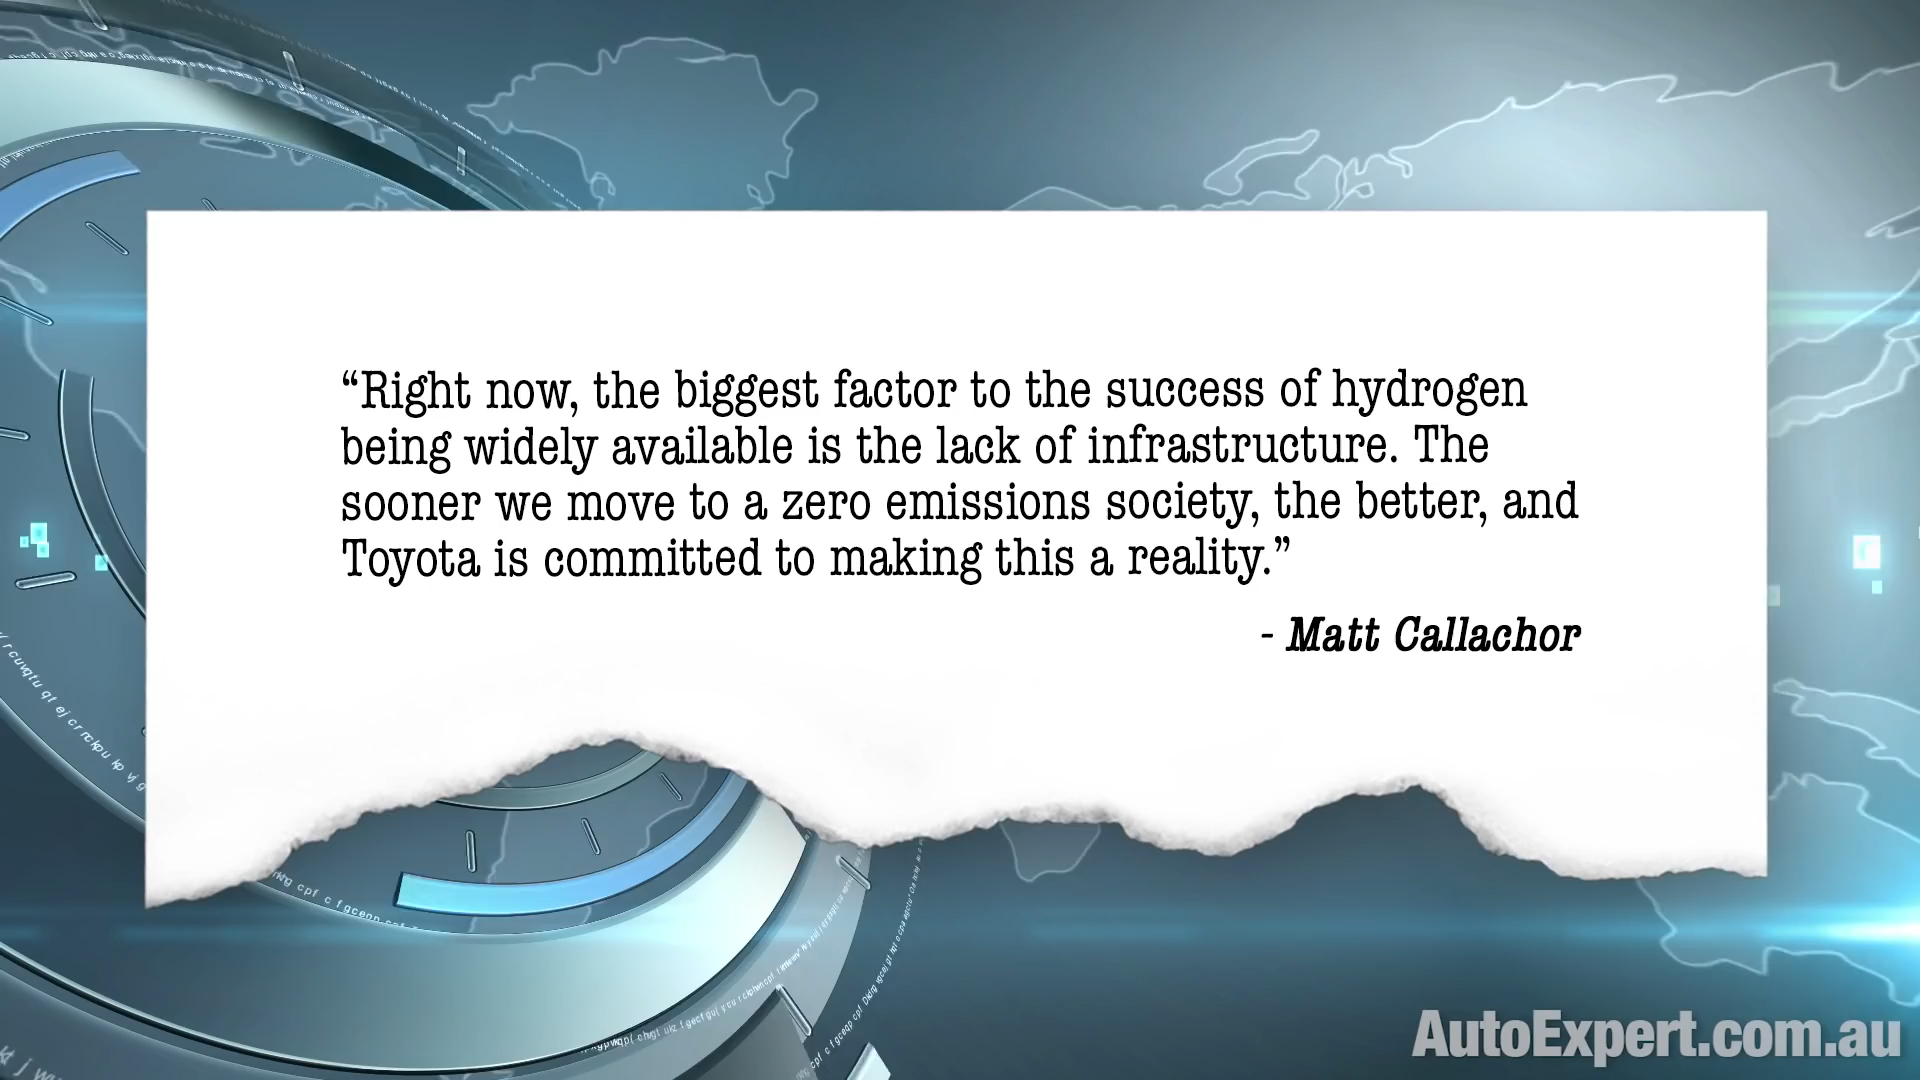 “Right now, the biggest factor to the success of hydrogen
being widely available is the lack of infrastructure. The
sooner we move to a zero emissions society, the better, and
Toyota is committed to making this a reality.”
- Matt Callachor
AutoExpert.com.au